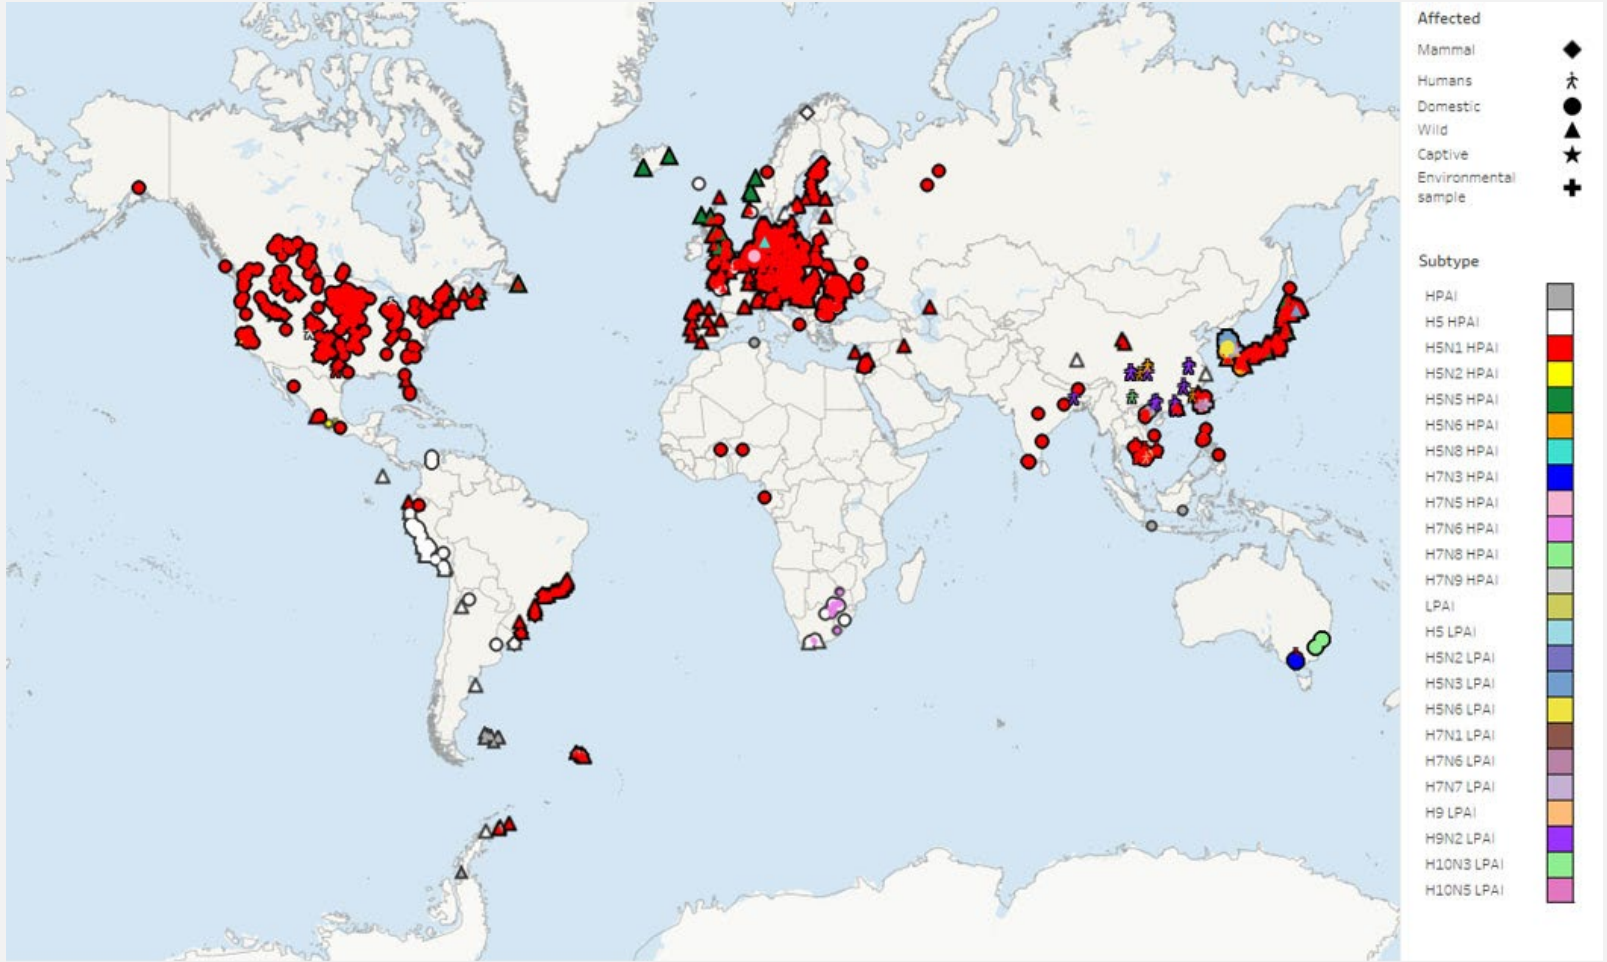 Affected
Mammal
Humans
Domestic
Wild
Captive
Environmental
sample
Subtype
HPAI
H5 HPAI
H5N1 HPAI
H5N2 HPAI
H5N5 HPAI
H5N6 HPAI
H5N8 HPAI
H7N3 HPAI
H7N5 HPAI
H7N6 HPAI
H7N8 HPAI
H7N9 HPAI
LPAI
H5 LPAI
H5N2 LPAI
H5N3 LPAI
H5N6 LPAI
H7N1 LPAI
H7N6 LPAI
H7N7 LPAI
H9 LPAI
H9N2 LPAI
H10N3 LPAI
H10N5 LPAI